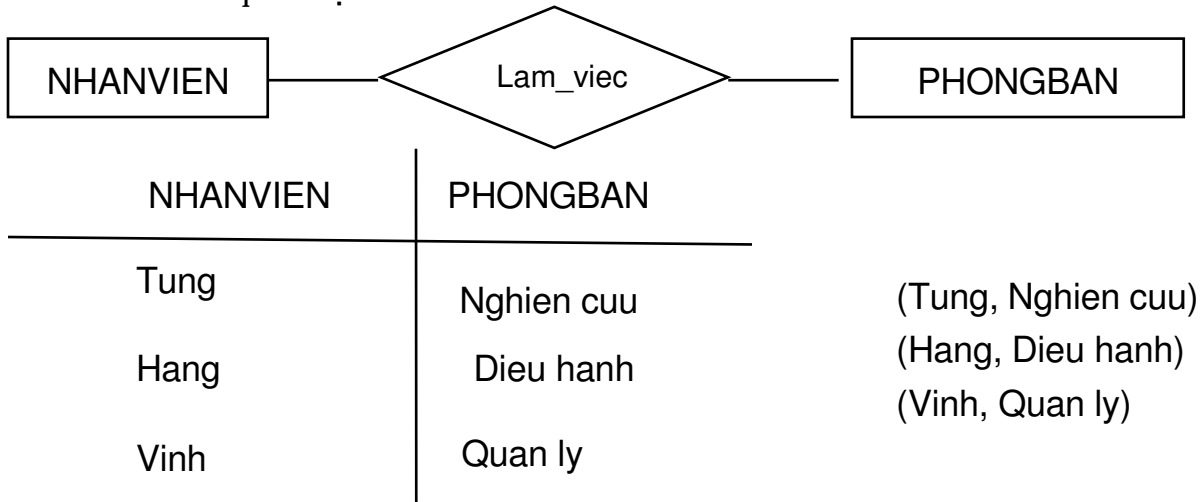 NHANVIEN Lam_viec PHONGBAN
NHANVIEN PHONGBAN
Tung Nghien cuu (Tung, Nghien cuu)
Hang Dieu hanh (Hang, Dieu hanh)
(Vinh, Quan ly)
Vinh Quan ly